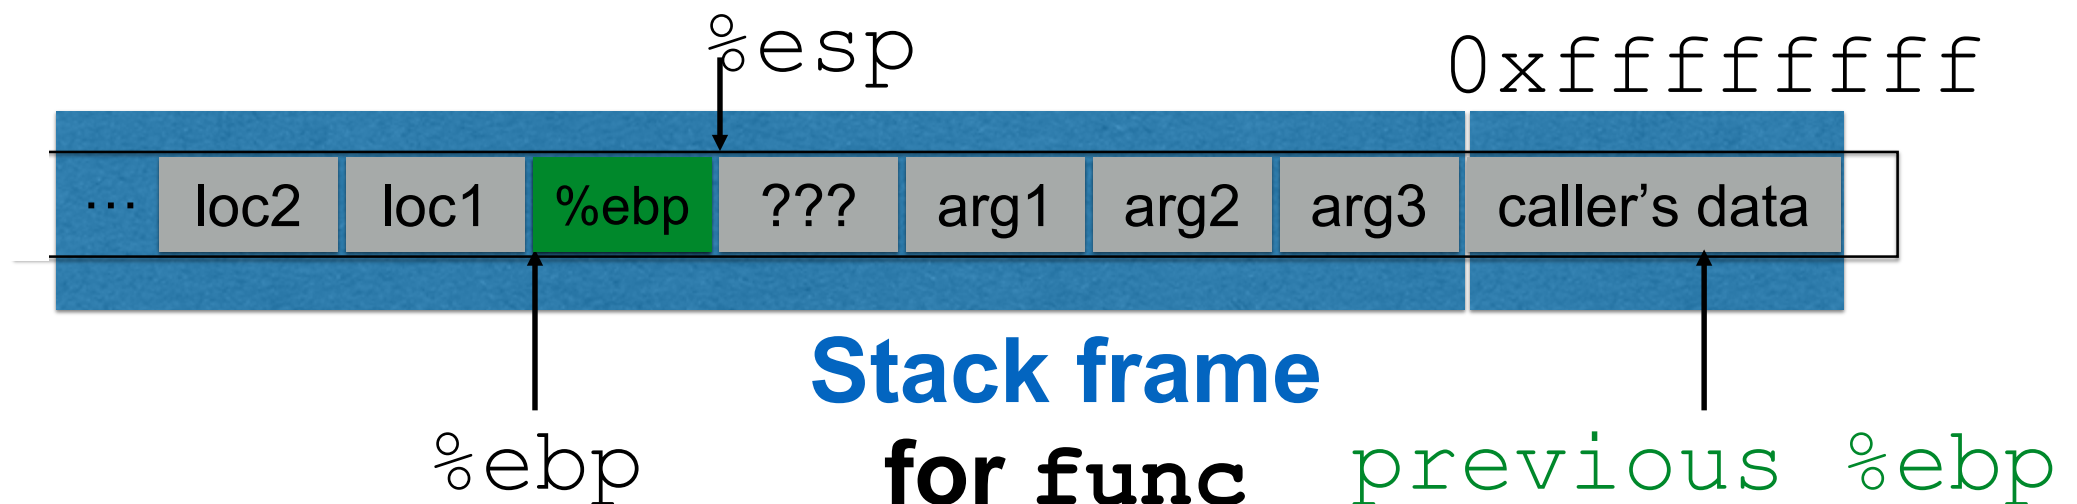 %esp 0xffffffff
... loc2 loc1 %ebp ??? arg1 arg2 arg3 caller’s data
Stack frame
%ebp for func previous %ebp